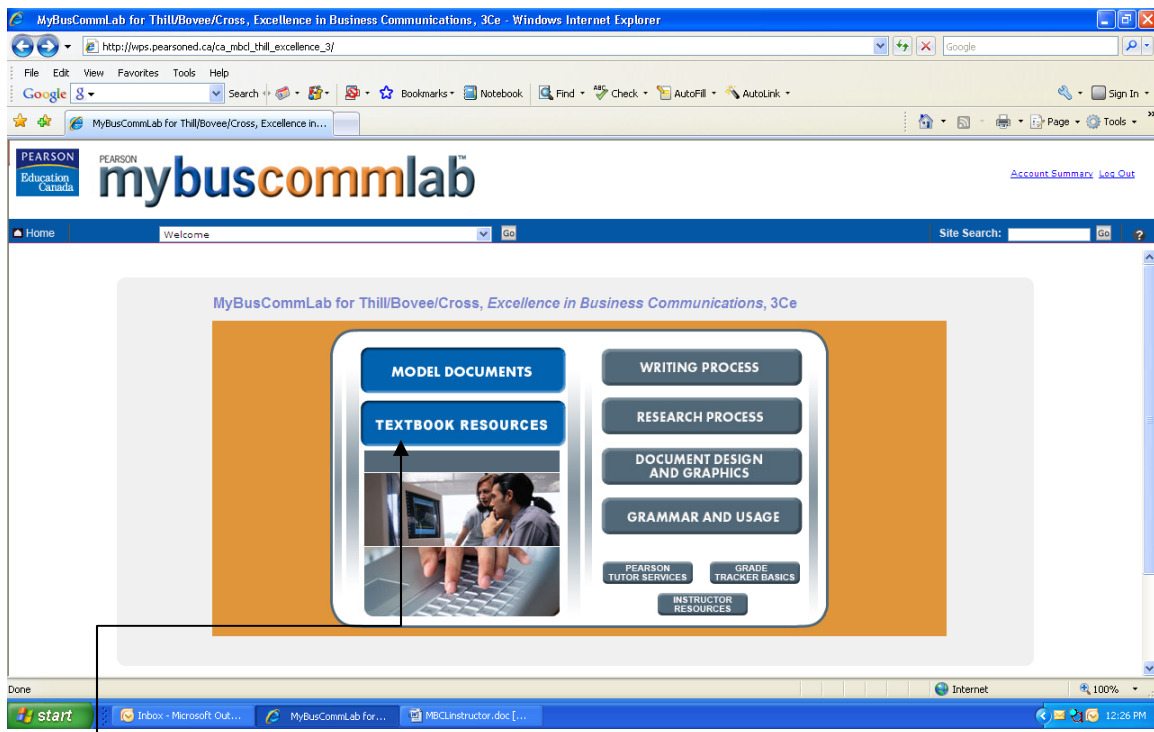 MyBusCommLab for Thill/Bovee/Cross, Excellence in Business Communications, 3Ce - Windows Internet Explorer
http://wps.pearsoned.ca/ca_mbcl_thill_excellence_3/
Google
File Edit View Favorites Tools Help
Google Search Bookmarks Notebook Find ABC Check AutoFill AutoLink Sign In
MyBusCommLab for Thill/Bovee/Cross, Excellence in... Page Tools
PEARSON
Education
Canada
PEARSON
mybuscommlab™
Account Summary Log Out
Home Welcome Go Site Search: Go ?
MyBusCommLab for Thill/Bovee/Cross, Excellence in Business Communications, 3Ce
MODEL DOCUMENTS
TEXTBOOK RESOURCES
WRITING PROCESS
RESEARCH PROCESS
DOCUMENT DESIGN
AND GRAPHICS
GRAMMAR AND USAGE
PEARSON
TUTOR SERVICES
GRADE
TRACKER BASICS
INSTRUCTOR
RESOURCES
Done Internet 100%
start Inbox - Microsoft Out... MyBusCommLab for... MBCLinstructor.doc [... 12:26 PM